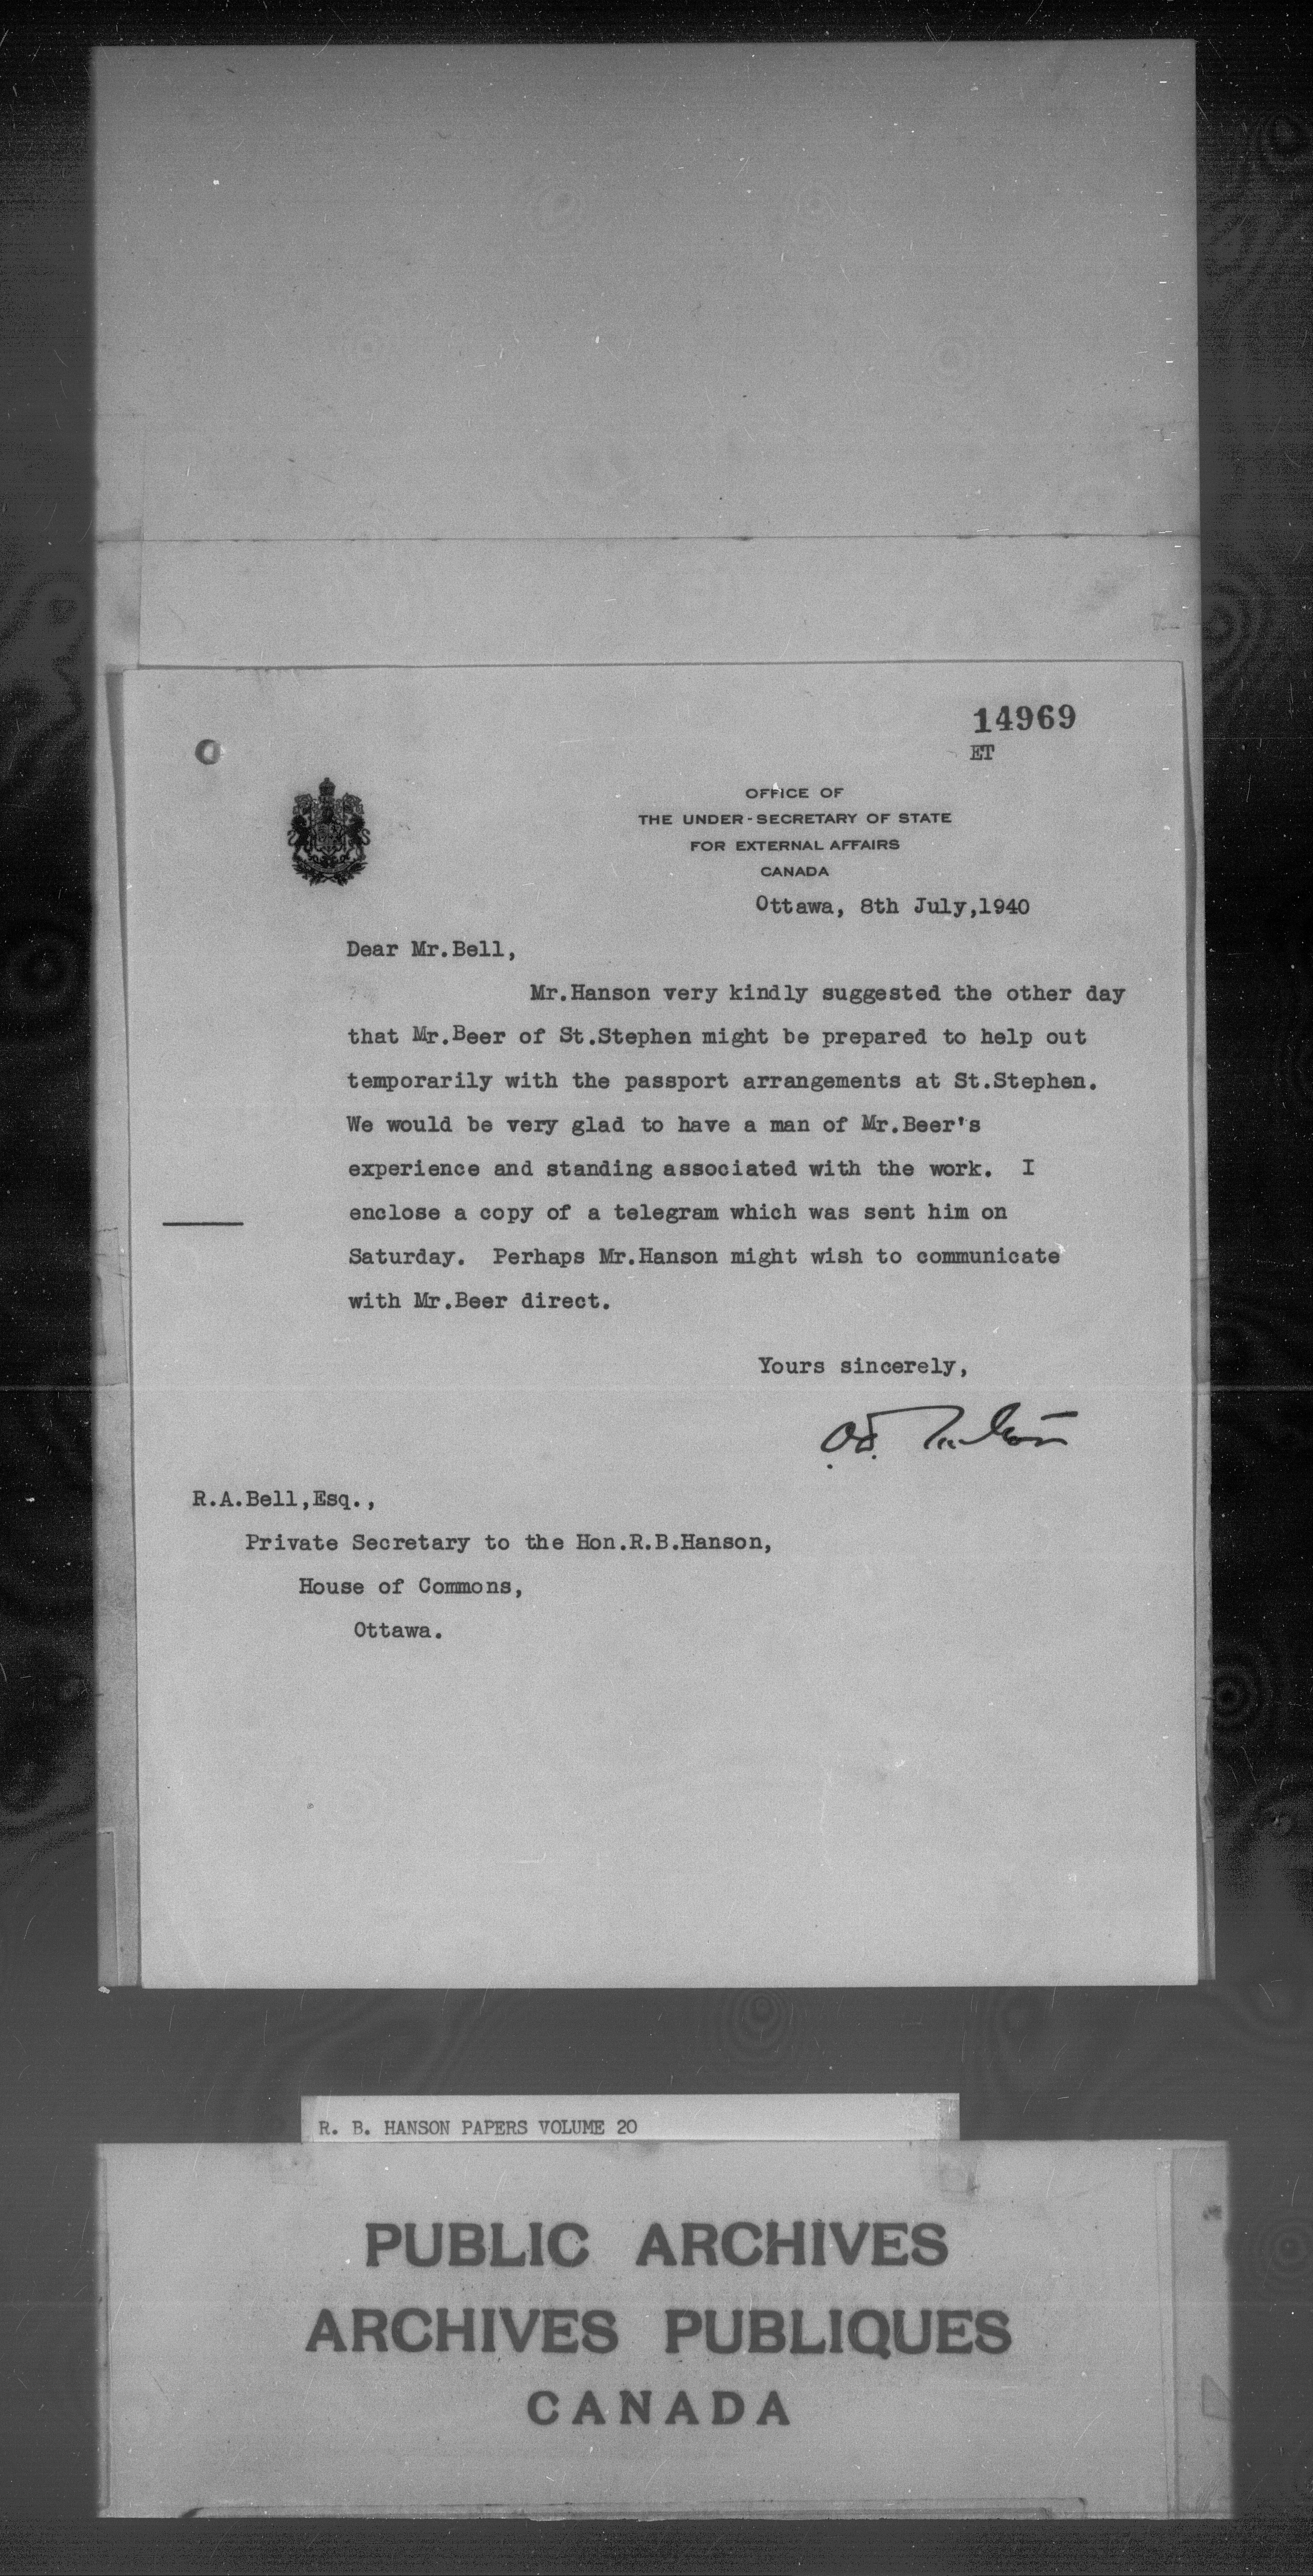 14969
ET
OFFICE OF
THE UNDER-SECRETARY OF STATE
FOR EXTERNAL AFFAIRS
CANADA
Ottawa, 8th July,1940
Dear Mr.Bell,
Mr.Hanson very kindly suggested the other day
that Mr.Beer of St.Stephen might be prepared to help out
temporarily with the passport arrangements at St.Stephen.
We would be very glad to have a man of Mr.Beer's
experience and standing associated with the work. I
enclose a copy of a telegram which was sent him on
Saturday. Perhaps Mr.Hanson might wish to communicate
with Mr.Beer direct.
Yours sincerely,
R.A.Bell,Esq.,
Private Secretary to the Hon.R.B.Hanson,
House of Commons,
Ottawa.
R. B. HANSON PAPERS VOLUME 20
PUBLIC ARCHIVES
ARCHIVES PUBLIQUES
CANADA